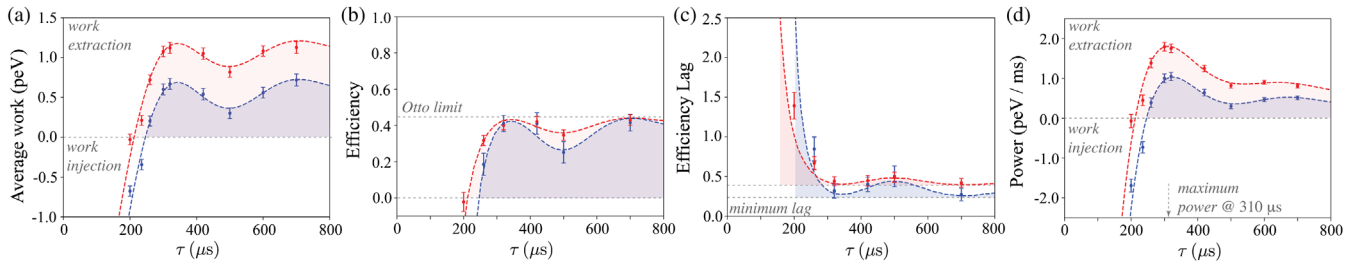 (a)
work
extraction
work
injection
Average work (peV)
1.5
1.0
0.5
0.0
-0.5
-1.0
0
200
400
600
800
τ (μs)
(b)
Otto limit
Efficiency
1.0
0.8
0.6
0.4
0.2
0.0
0
200
400
600
800
τ (μs)
(c)
minimum lag
Efficiency Lag
2.5
2.0
1.5
1.0
0.5
0.0
0
200
400
600
800
τ (μs)
(d)
work
extraction
work
injection
maximum
power @ 310 μs
Power (peV / ms)
2.0
1.0
0.0
-1.0
-2.0
0
200
400
600
800
τ (μs)